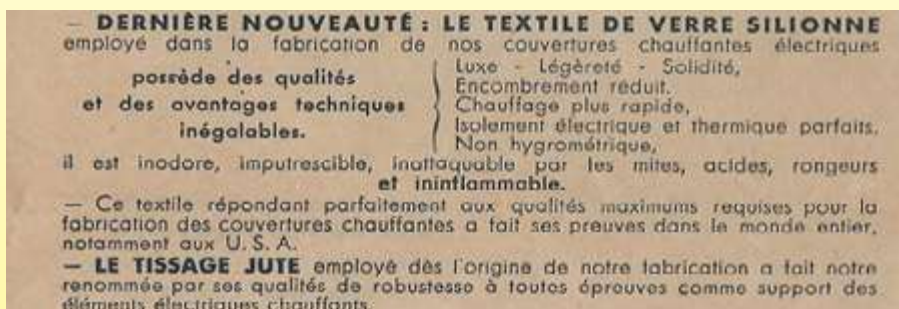 — DERNIÈRE NOUVEAUTÉ : LE TEXTILE DE VERRE SILIONNE
employé dans la fabrication de nos couvertures chauffantes électriques
possède des qualités
et des avantages techniques
inégalables.
Luxe - Légèreté - Solidité,
Encombrement réduit.
Chauffage plus rapide,
Isolement électrique et thermique parfaits.
Non hygrométrique,
il est inodore, imputrescible, inattaquable par les mites, acides, rongeurs
et ininflammable.
— Ce textile répondant parfaitement aux qualités maximums requises pour la
fabrication des couvertures chauffantes a fait ses preuves dans le monde entier,
notamment aux U. S. A.
— LE TISSAGE JUTE employé dès l'origine de notre fabrication a fait notre
renommée par ses qualités de robustesse à toutes épreuves comme support des
éléments électriques chauffants.